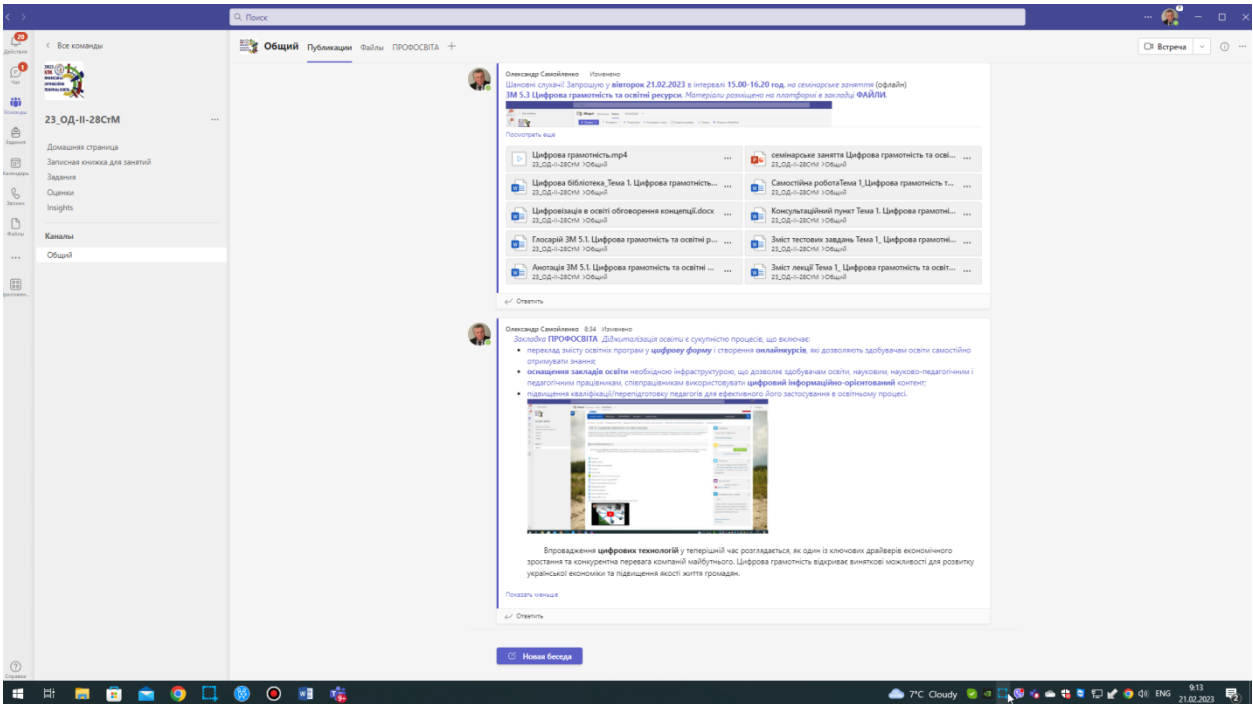 Поиск
20
Действия
1
Чат
Команды
Задания
Календарь
Звонки
Файлы
Справка
Все команды
23_ОД-ІІ-28СтМ
Домашняя страница
Записная книжка для занятий
Задания
Оценки
Insights
Каналы
Общий
Общий Публикации Файлы ПРОФОСВІТА
Встреча
Олександр Самойленко Изменено
Шановні слухачі! Запрошую у вівторок 21.02.2023 в інтервалі 15.00-16.20 год. на семінарське заняття (офлайн)
ЗМ 5.3 Цифрова грамотність та освітні ресурси. Матеріали розміщено на платформі в закладці ФАЙЛИ.
Посмотреть еще
Цифрова грамотність.mp4
23_ОД-ІІ-28СтМ >Общий
семінарське заняття Цифрова грамотність та осві...
23_ОД-ІІ-28СтМ >Общий
Цифрова бібліотека_Тема 1. Цифрова грамотність...
23_ОД-ІІ-28СтМ >Общий
Самостійна роботаТема 1_Цифрова грамотність т...
23_ОД-ІІ-28СтМ >Общий
Цифровізація в освіті обговорення концепції.docx
23_ОД-ІІ-28СтМ >Общий
Консультаційний пункт Тема 1. Цифрова грамотні...
23_ОД-ІІ-28СтМ >Общий
Глосарій ЗМ 5.1. Цифрова грамотність та освітні р...
23_ОД-ІІ-28СтМ >Общий
Зміст тестових завдань Тема 1_ Цифрова грамотні...
23_ОД-ІІ-28СтМ >Общий
Анотація ЗМ 5.1. Цифрова грамотність та освітні ...
23_ОД-ІІ-28СтМ >Общий
Зміст лекції Тема 1_ Цифрова грамотність та освіт...
23_ОД-ІІ-28СтМ >Общий
Ответить
Олександр Самойленко 8:34 Изменено
Закладка ПРОФОСВІТА Діджиталізація освіти є сукупністю процесів, що включає:
• переклад змісту освітніх програм у цифрову форму і створення онлайнкурсів, які дозволяють здобувачам освіти самостійно
отримувати знання;
• оснащення закладів освіти необхідною інфраструктурою, що дозволяє здобувачам освіти, науковим, науково-педагогічним і
педагогічним працівникам, співпрацівникам використовувати цифровий інформаційно-орієнтований контент;
• підвищення кваліфікації/перепідготовку педагогів для ефективного його застосування в освітньому процесі.
Впровадження цифрових технологій у теперішній час розглядається, як один із ключових драйверів економічного
зростання та конкурентна перевага компаній майбутнього. Цифрова грамотність відкриває виняткові можливості для розвитку
української економіки та підвищення якості життя громадян.
Показать меньше
Ответить
Новая беседа
7°C Cloudy
ENG
9:13
21.02.2023